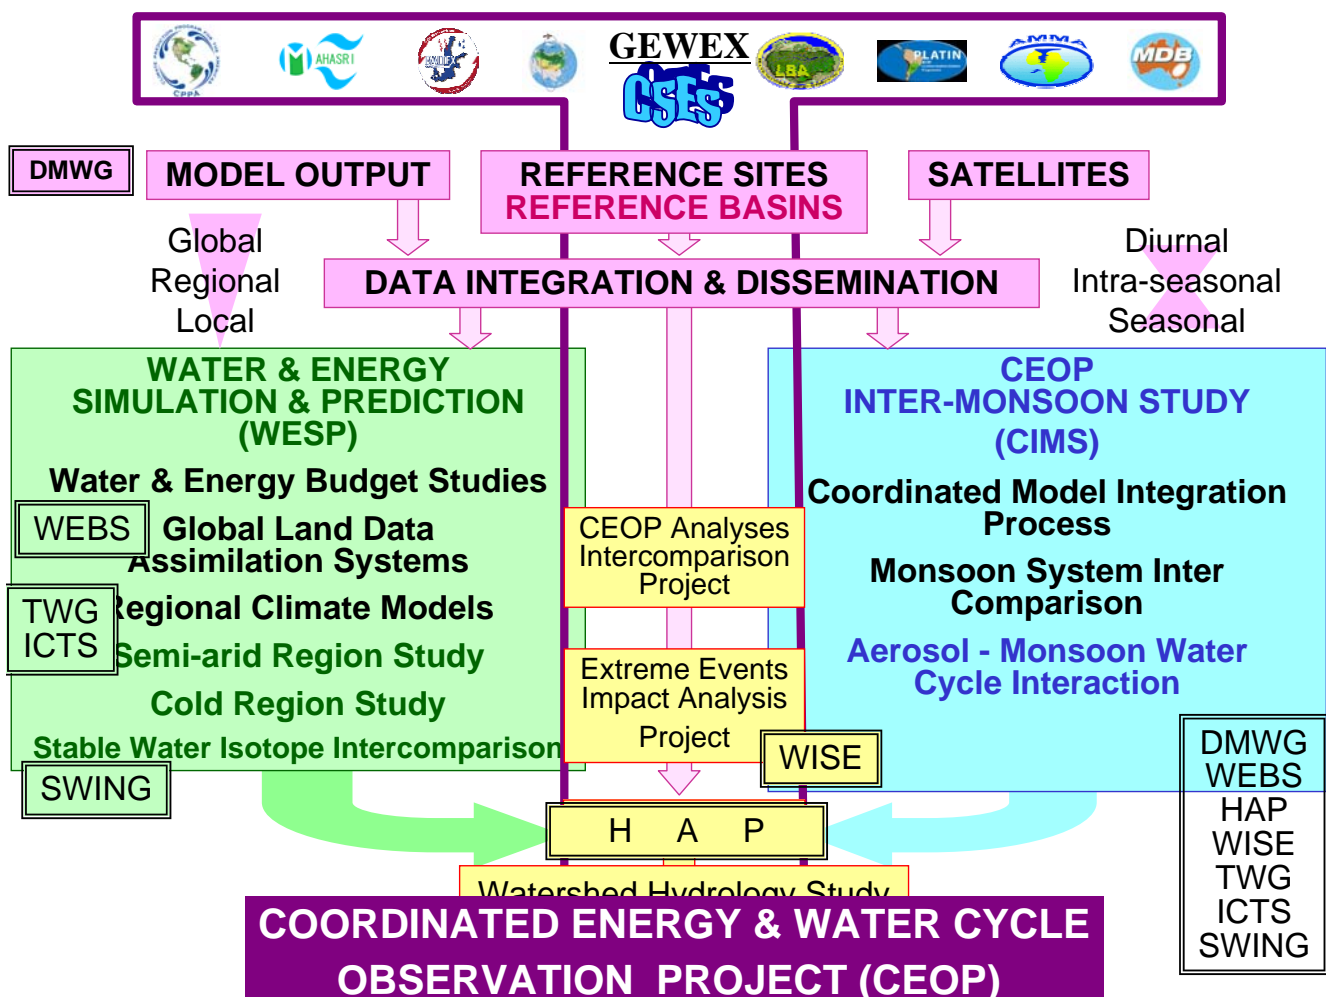 CPPA
MAHASRI
BALTEX
GEWEX
CSES
LBA
PLATIN
AMMA
MDB
DMWG
MODEL OUTPUT
REFERENCE SITES
REFERENCE BASINS
SATELLITES
Global
Regional
Local
DATA INTEGRATION & DISSEMINATION
Diurnal
Intra-seasonal
Seasonal
WATER & ENERGY
SIMULATION & PREDICTION
(WESP)
Water & Energy Budget Studies
WEBS
Global Land Data
Assimilation Systems
TWG
ICTS
Regional Climate Models
Semi-arid Region Study
Cold Region Study
Stable Water Isotope Intercomparison
SWING
CEOP Analyses
Intercomparison
Project
Extreme Events
Impact Analysis
Project
WISE
CEOP
INTER-MONSOON STUDY
(CIMS)
Coordinated Model Integration
Process
Monsoon System Inter
Comparison
Aerosol - Monsoon Water
Cycle Interaction
DMWG
WEBS
HAP
WISE
TWG
ICTS
SWING
H A P
Watershed Hydrology Study
COORDINATED ENERGY & WATER CYCLE
OBSERVATION PROJECT (CEOP)